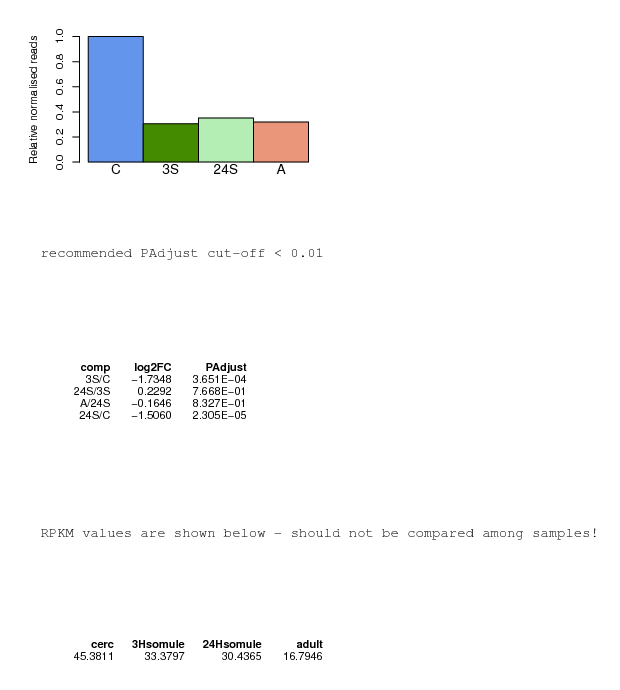 Relative normalised reads
1.0
0.8
0.6
0.4
0.2
0.0
C 3S 24S A
recommended PAdjust cut-off < 0.01
comp log2FC PAdjust
3S/C −1.7348 3.651E−04
24S/3S 0.2292 7.668E−01
A/24S −0.1646 8.327E−01
24S/C −1.5060 2.305E−05
RPKM values are shown below - should not be compared among samples!
cerc 3Hsomule 24Hsomule adult
45.3811 33.3797 30.4365 16.7946